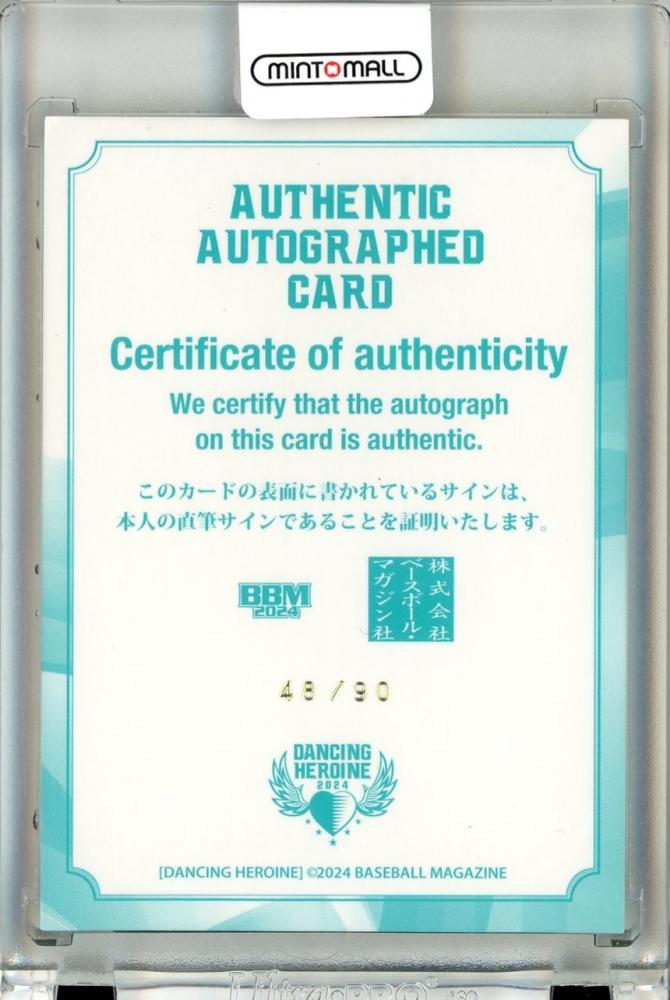 MINTOMALL
AUTHENTIC
AUTOGRAPHED
CARD
Certificate of authenticity
We certify that the autograph
on this card is authentic.
このカードの表面に書かれているサインは、
本人の直筆サインであることを証明いたします。
BBM
2024
株式会社
ベースボール・
マガジン社
48/90
DANCING
HEROINE
2024
[DANCING HEROINE] ©2024 BASEBALL MAGAZINE
Ultra-PRO